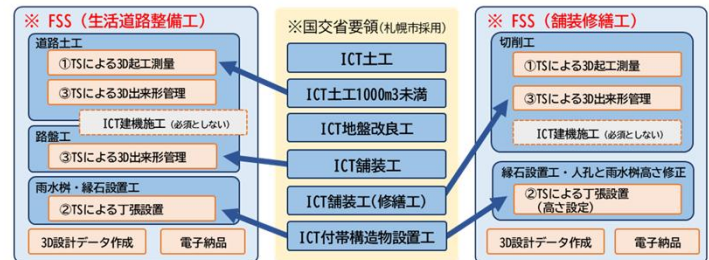 ※ FSS（生活道路整備工）
道路土工
①TSによる3D起工測量
③TSによる3D出来形管理
ICT建機施工（必須としない）
路盤工
③TSによる3D出来形管理
雨水桝・縁石設置工
②TSによる丁張設置
3D設計データ作成
電子納品
※国交省要領(札幌市採用)
ICT土工
ICT土工1000m3未満
ICT地盤改良工
ICT舗装工
ICT舗装工(修繕工)
ICT付帯構造物設置工
※ FSS（舗装修繕工）
切削工
①TSによる3D起工測量
③TSによる3D出来形管理
ICT建機施工（必須としない）
縁石設置工・人孔と雨水桝高さ修正
②TSによる丁張設置
（高さ設定）
3D設計データ作成
電子納品